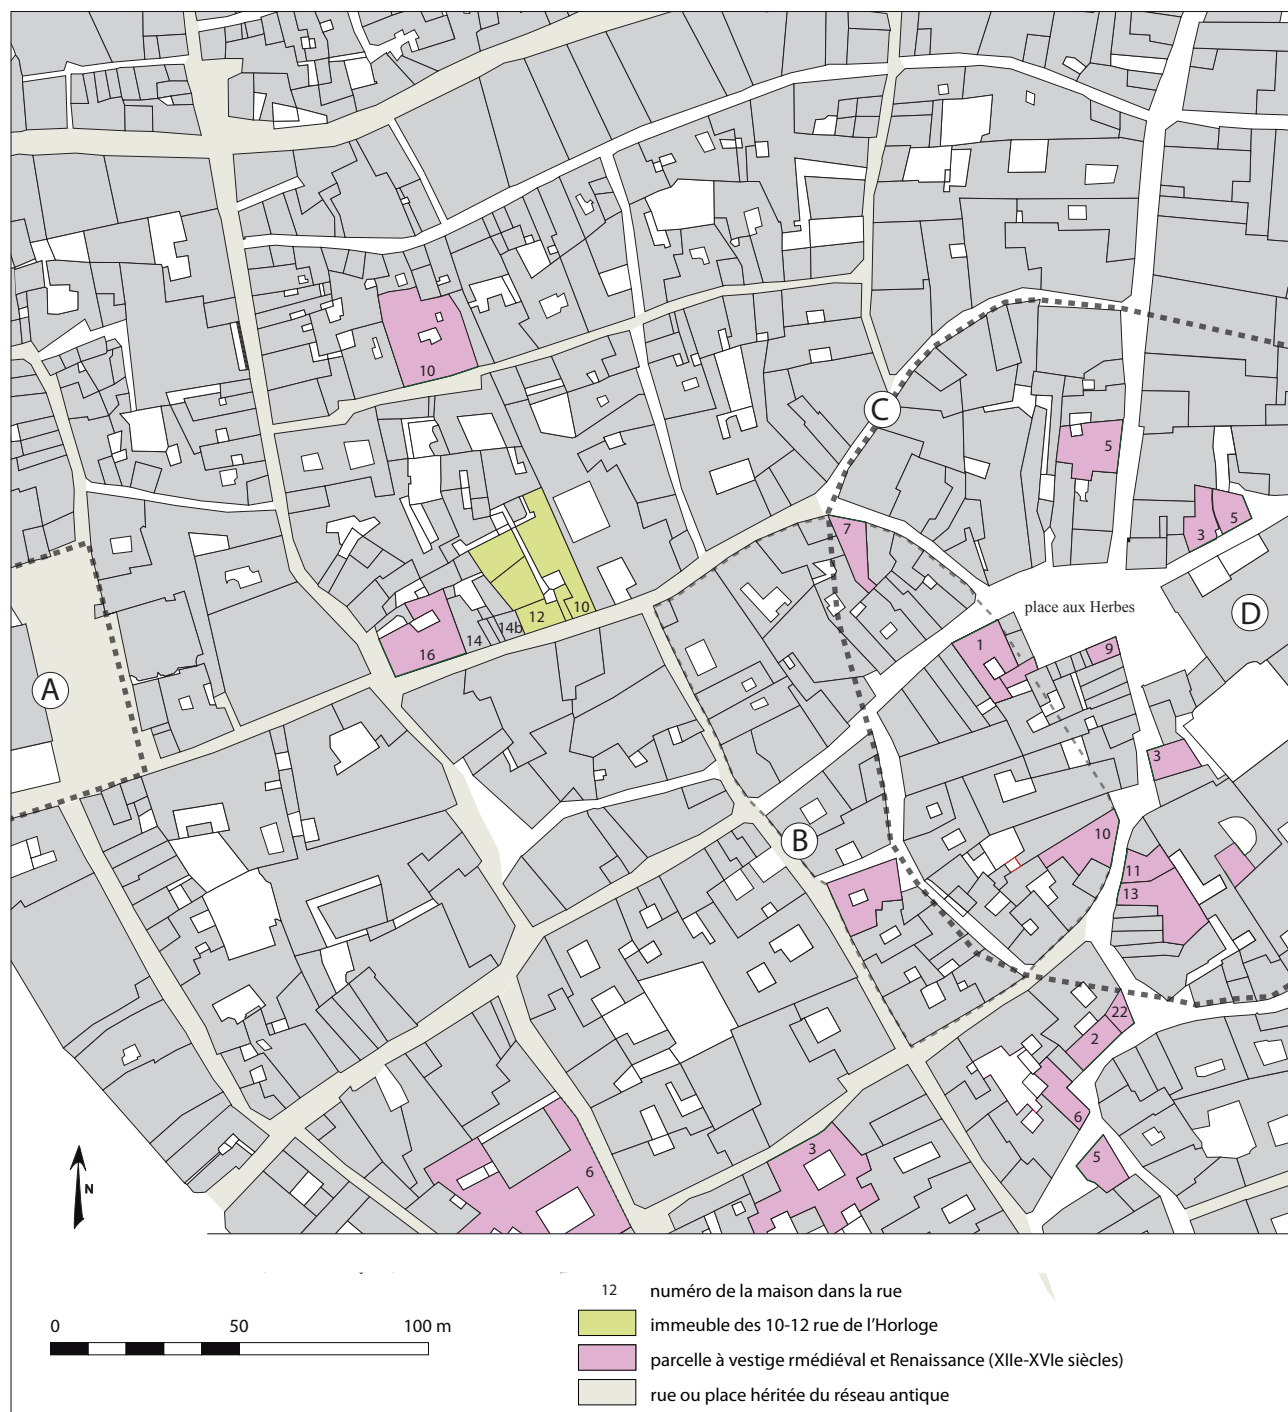 10
5
3
5
7
C
D
place aux Herbes
1
9
12
10
14
14b
16
A
3
10
B
11
13
22
2
6
5
3
6
N
12 numéro de la maison dans la rue
immeuble des 10-12 rue de l'Horloge
0 50 100 m
parcelle à vestige rmédiéval et Renaissance (XIIe-XVIe siècles)
rue ou place héritée du réseau antique